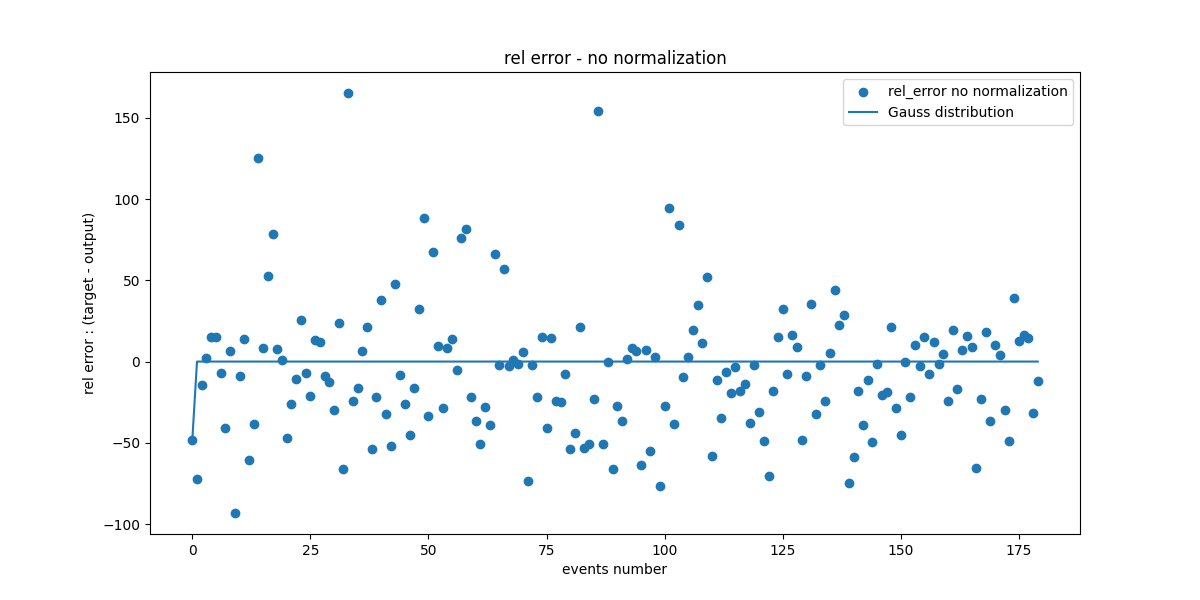 rel error - no normalization
rel_error no normalization
Gauss distribution
rel error : (target - output)
150
100
50
0
−50
−100
0
25
50
75
100
125
150
175
events number